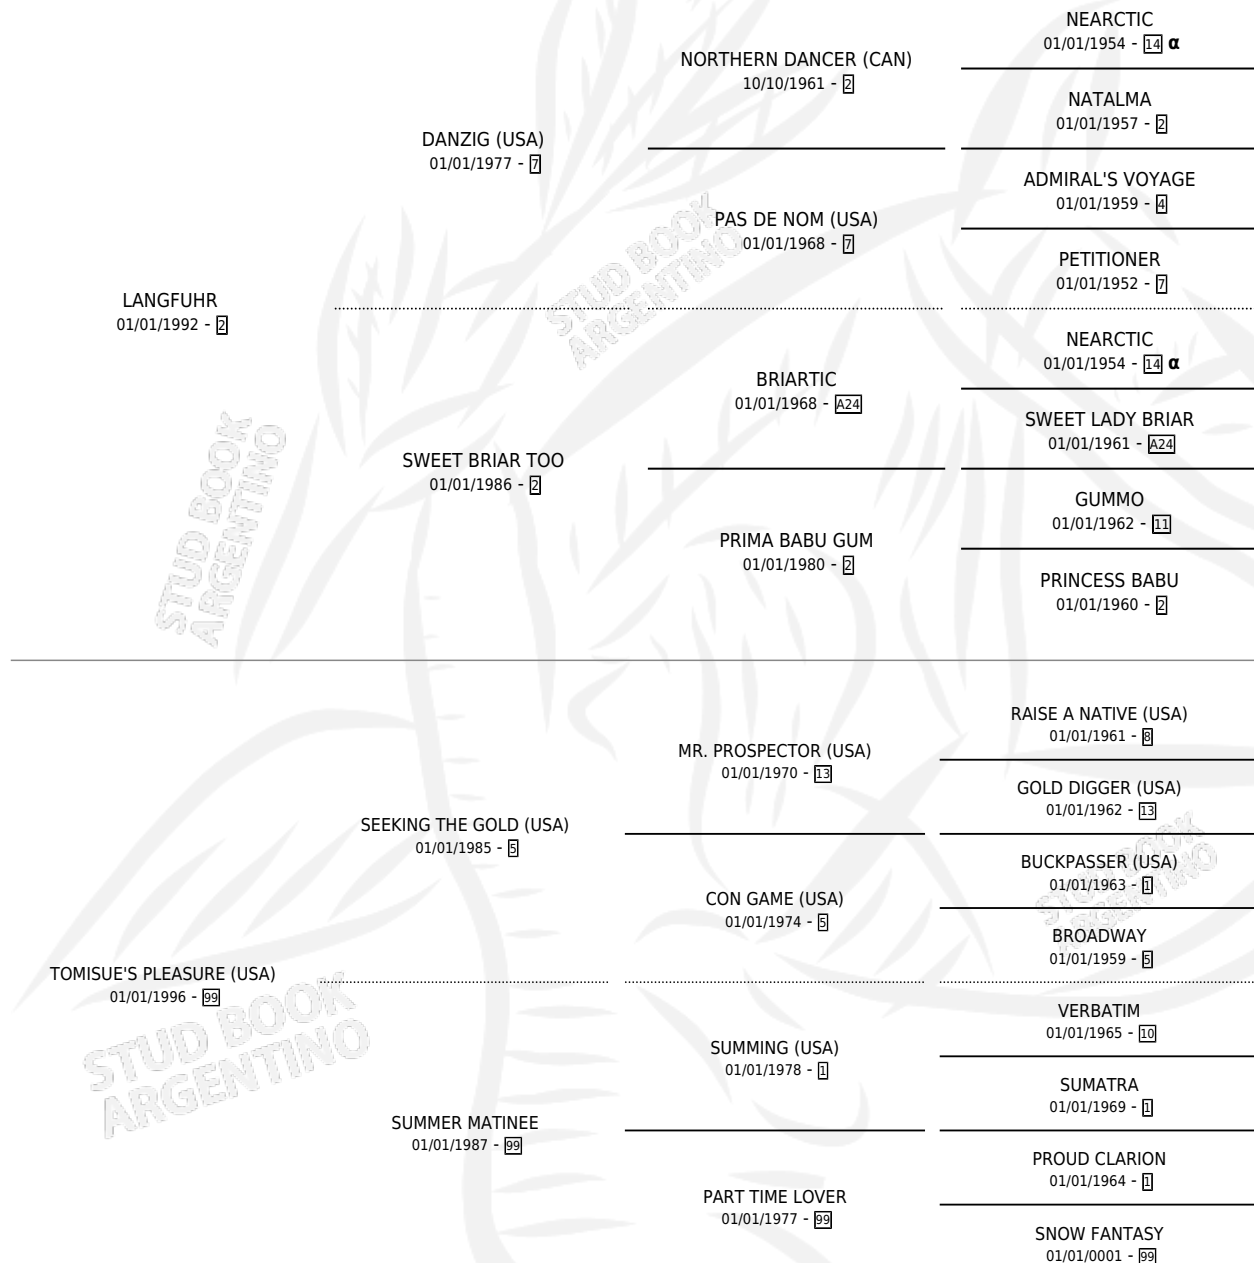 NEARCTIC
01/01/1954 - 14 α
NORTHERN DANCER (CAN)
10/10/1961 - 2
NATALMA
01/01/1957 - 2
DANZIG (USA)
01/01/1977 - 7
ADMIRAL'S VOYAGE
01/01/1959 - 4
PAS DE NOM (USA)
01/01/1968 - 7
PETITIONER
01/01/1952 - 7
LANGFUHR
01/01/1992 - 2
NEARCTIC
01/01/1954 - 14 α
BRIARTIC
01/01/1968 - A24
SWEET LADY BRIAR
01/01/1961 - A24
SWEET BRIAR TOO
01/01/1986 - 2
GUMMO
01/01/1962 - 11
PRIMA BABU GUM
01/01/1980 - 2
PRINCESS BABU
01/01/1960 - 2
RAISE A NATIVE (USA)
01/01/1961 - 8
MR. PROSPECTOR (USA)
01/01/1970 - 13
GOLD DIGGER (USA)
01/01/1962 - 13
SEEKING THE GOLD (USA)
01/01/1985 - 5
BUCKPASSER (USA)
01/01/1963 - 1
CON GAME (USA)
01/01/1974 - 5
BROADWAY
01/01/1959 - 5
TOMISUE'S PLEASURE (USA)
01/01/1996 - 99
VERBATIM
01/01/1965 - 10
SUMMING (USA)
01/01/1978 - 1
SUMATRA
01/01/1969 - 1
SUMMER MATINEE
01/01/1987 - 99
PROUD CLARION
01/01/1964 - 1
PART TIME LOVER
01/01/1977 - 99
SNOW FANTASY
01/01/0001 - 99
STUD BOOK
ARGENTINO
STUD BOOK
ARGENTINO
STUD BOOK
ARGENTINO
STUD BOOK
ARGENTINO